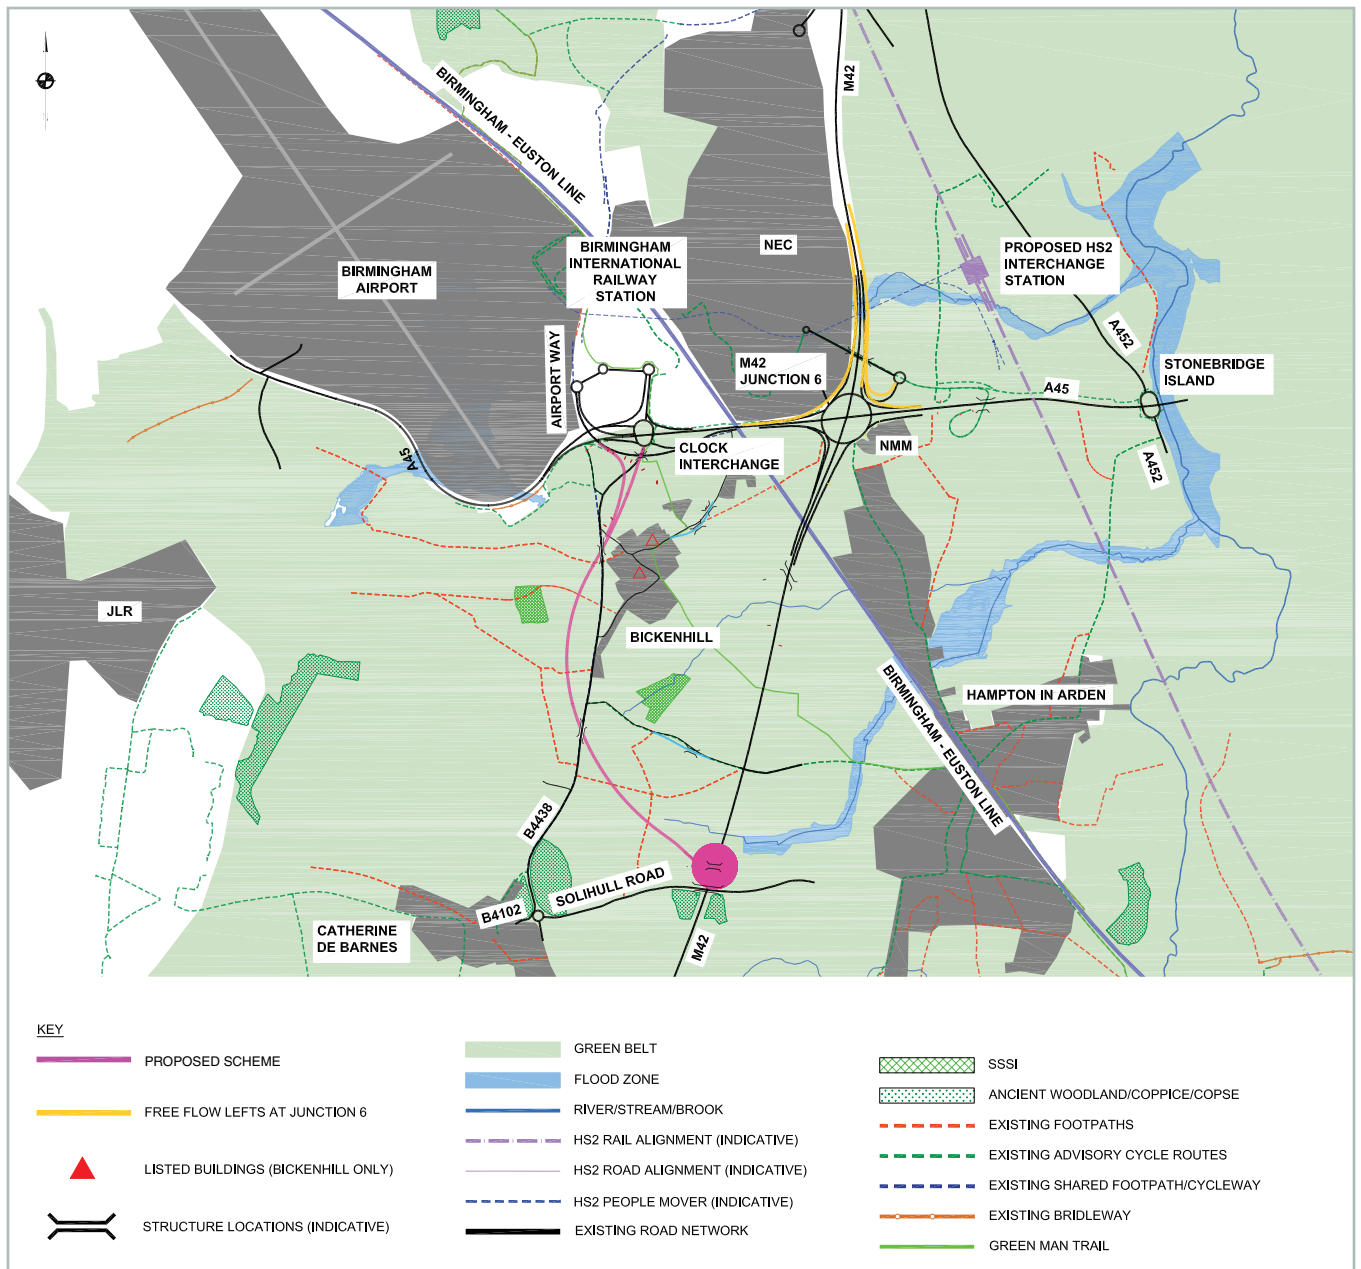 M42
BIRMINGHAM - EUSTON LINE
NEC
BIRMINGHAM
INTERNATIONAL
RAILWAY
STATION
PROPOSED HS2
INTERCHANGE
STATION
BIRMINGHAM
AIRPORT
A452
AIRPORT WAY
M42
JUNCTION 6
STONEBRIDGE
ISLAND
A45
A45
CLOCK
INTERCHANGE
NMM
A452
JLR
BICKENHILL
HAMPTON IN ARDEN
BIRMINGHAM - EUSTON LINE
B4438
SOLIHULL ROAD
B4102
CATHERINE
DE BARNES
M42
KEY
PROPOSED SCHEME
FREE FLOW LEFTS AT JUNCTION 6
LISTED BUILDINGS (BICKENHILL ONLY)
STRUCTURE LOCATIONS (INDICATIVE)
GREEN BELT
FLOOD ZONE
RIVER/STREAM/BROOK
HS2 RAIL ALIGNMENT (INDICATIVE)
HS2 ROAD ALIGNMENT (INDICATIVE)
HS2 PEOPLE MOVER (INDICATIVE)
EXISTING ROAD NETWORK
SSSI
ANCIENT WOODLAND/COPPICE/COPSE
EXISTING FOOTPATHS
EXISTING ADVISORY CYCLE ROUTES
EXISTING SHARED FOOTPATH/CYCLEWAY
EXISTING BRIDLEWAY
GREEN MAN TRAIL